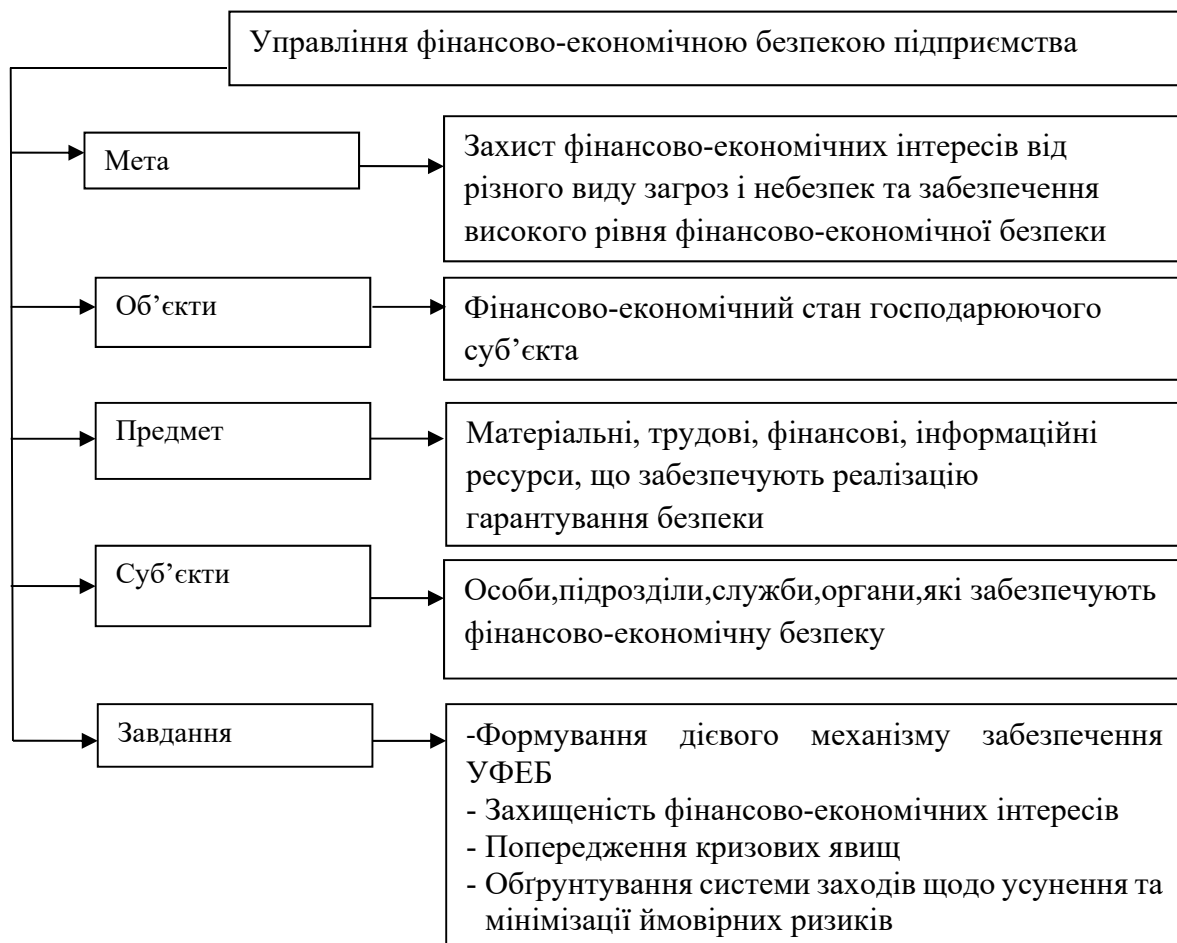 Управління фінансово-економічною безпекою підприємства
Мета
Захист фінансово-економічних інтересів від
різного виду загроз і небезпек та забезпечення
високого рівня фінансово-економічної безпеки
Об’єкти
Фінансово-економічний стан господарюючого
суб’єкта
Предмет
Матеріальні, трудові, фінансові, інформаційні
ресурси, що забезпечують реалізацію
гарантування безпеки
Суб’єкти
Особи,підрозділи,служби,органи,які забезпечують
фінансово-економічну безпеку
Завдання
-Формування дієвого механізму забезпечення
УФЕБ
- Захищеність фінансово-економічних інтересів
- Попередження кризових явищ
- Обґрунтування системи заходів щодо усунення та
мінімізації ймовірних ризиків